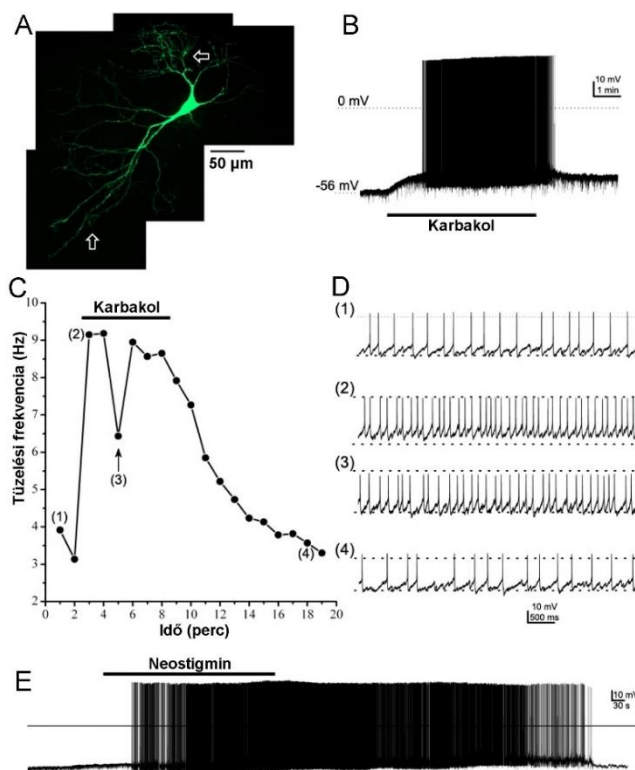 A
50 µm
B
10 mV
1 min
0 mV
-56 mV
Karbakol
C
Karbakol
Tüzelési frekvencia (Hz)
10
9
8
7
6
5
4
3
2
(1)
(2)
(3)
(4)
0 2 4 6 8 10 12 14 16 18 20
Idő (perc)
D
(1)
(2)
(3)
(4)
10 mV
500 ms
E
Neostigmin
10 mV
30 s